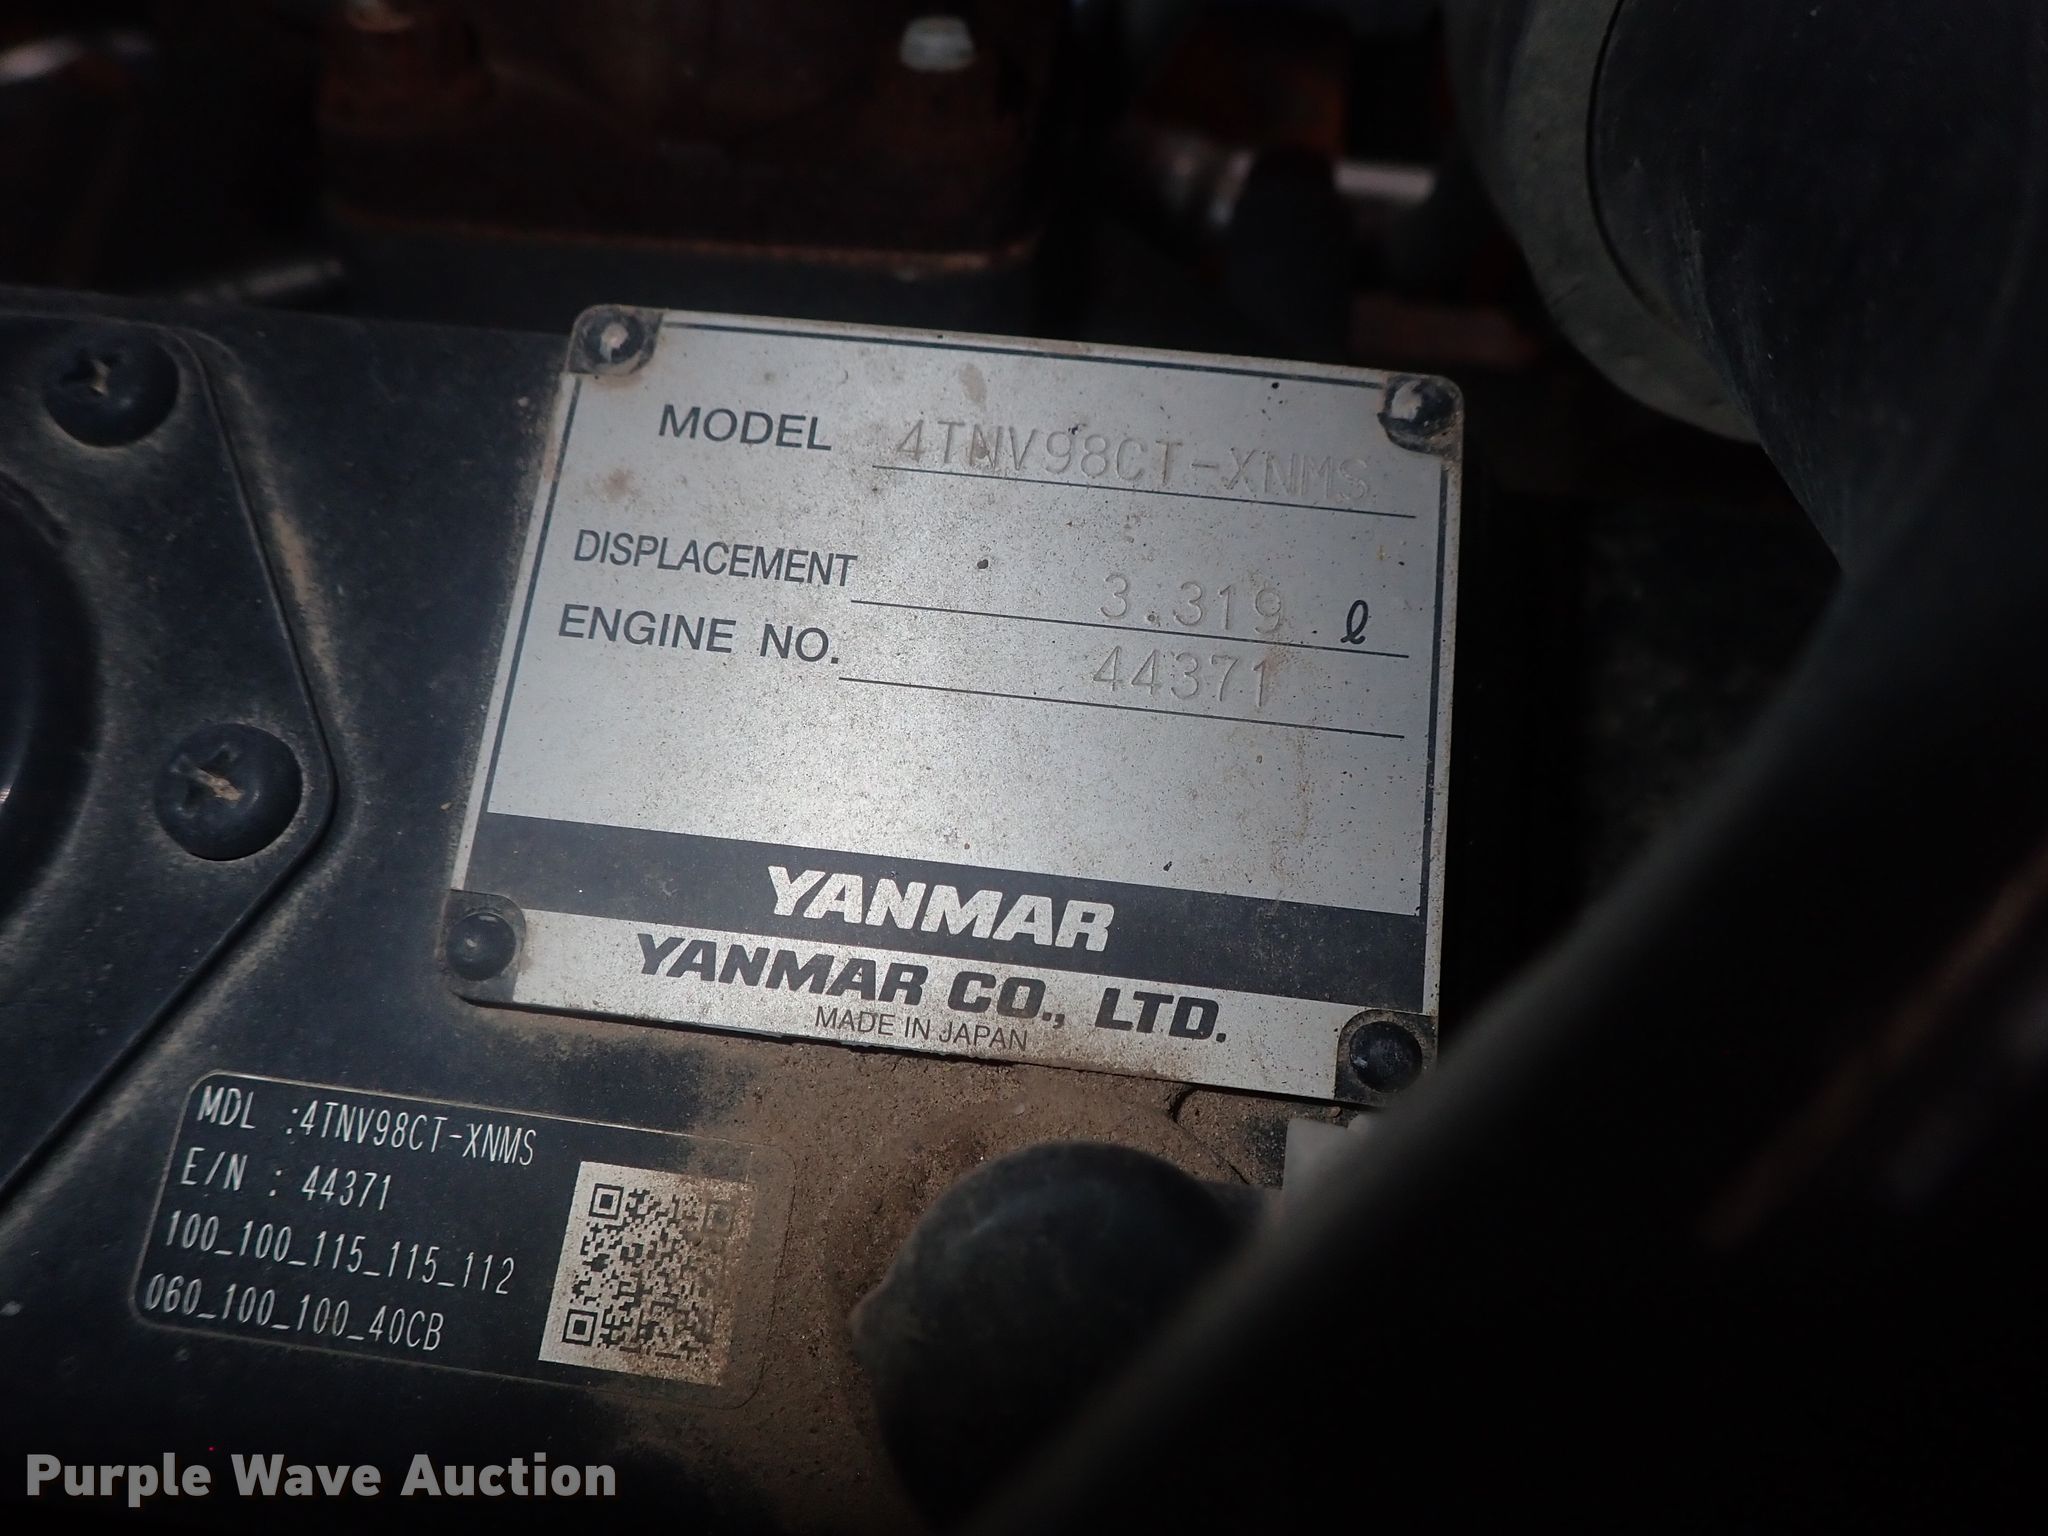 MODEL 4TNV98CT-XNMS
DISPLACEMENT 3.319 ℓ
ENGINE NO. 44371
YANMAR
YANMAR CO., LTD.
MADE IN JAPAN
MDL :4TNV98CT-XNMS
E/N : 44371
100_100_115_115_112
060_100_100_40CB
Purple Wave Auction